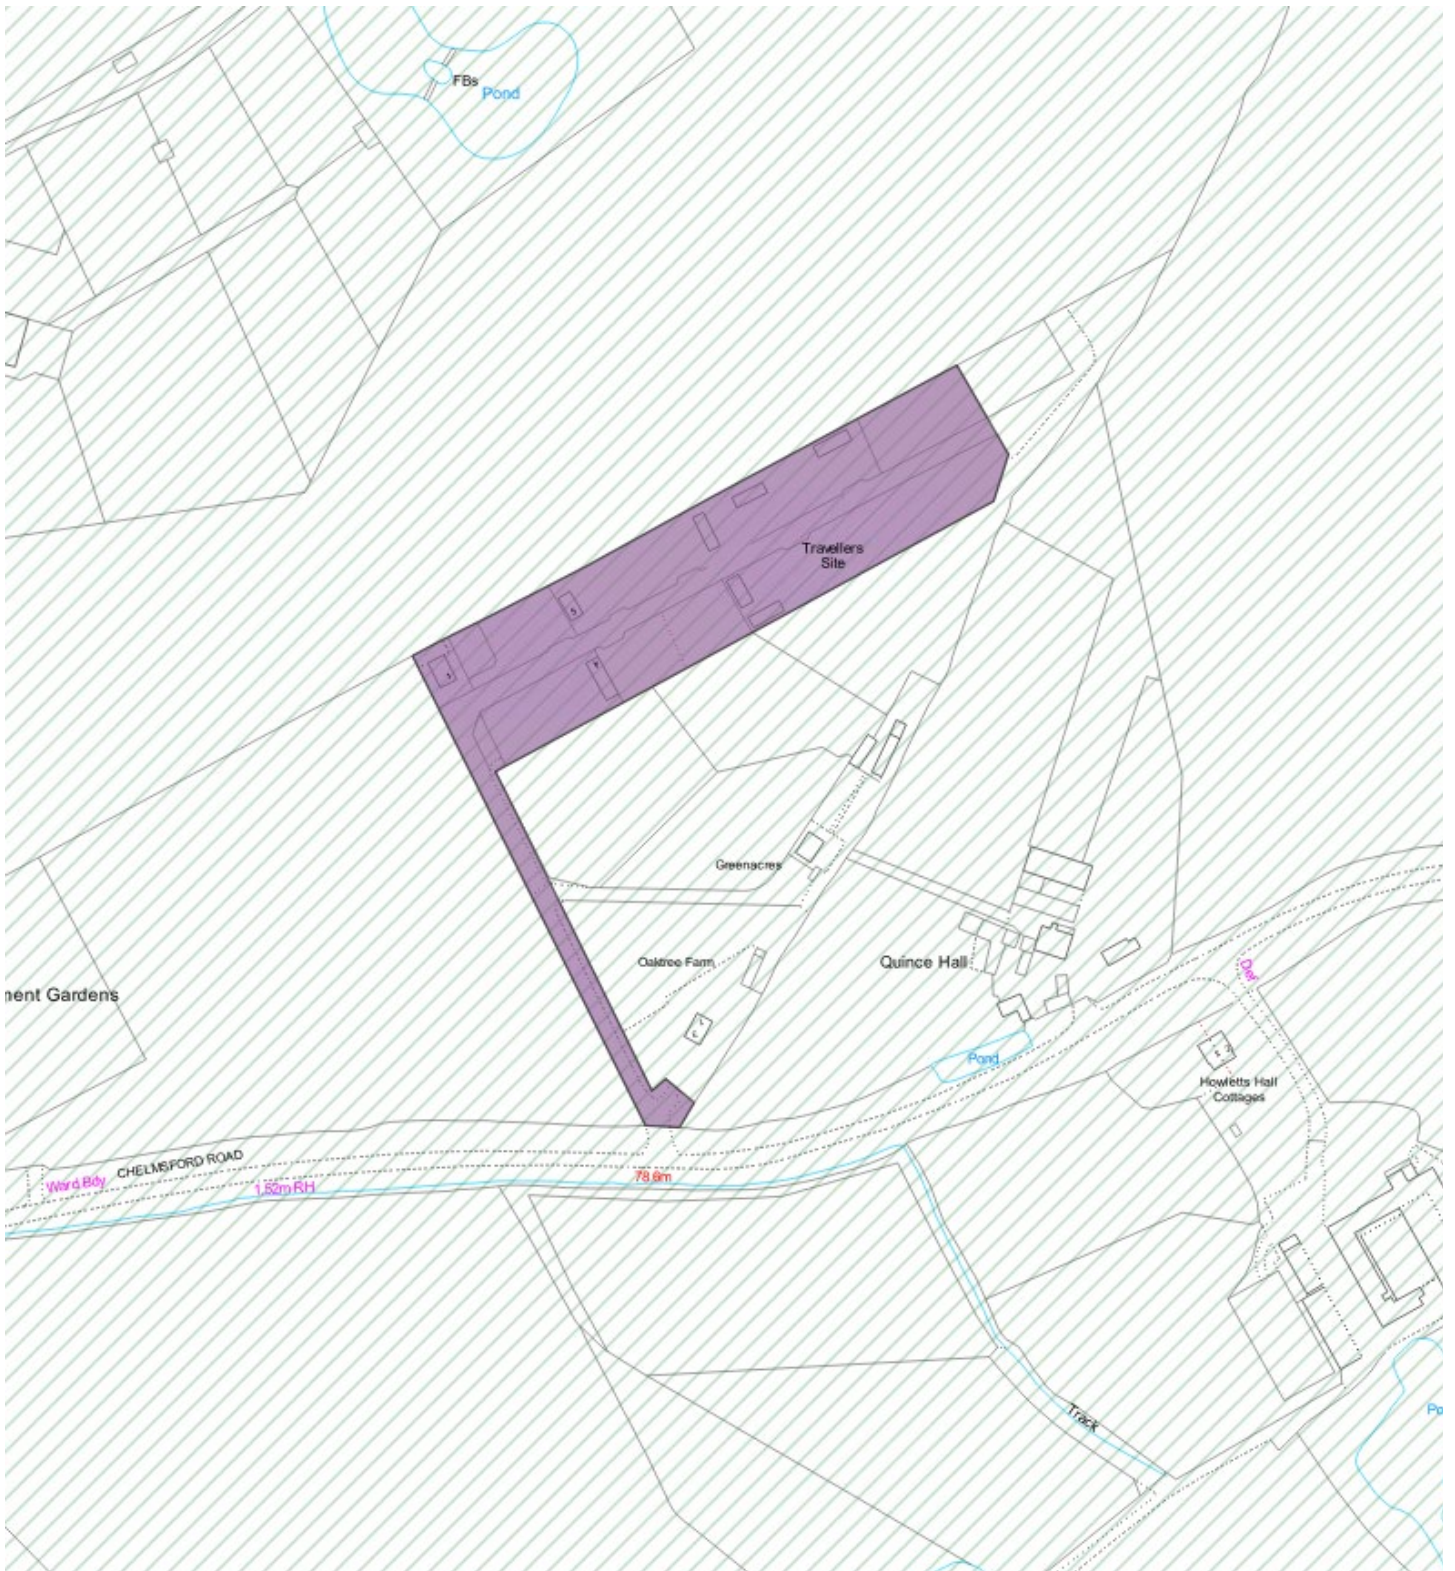 FBs
Pond
Travellers
Site
Greenacres
Oaktree Farm
Quince Hall
ment Gardens
Def
Pond
Howletts Hall
Cottages
CHELMSFORD ROAD
Ward Bdy
1.52m RH
78.6m
Track
Po